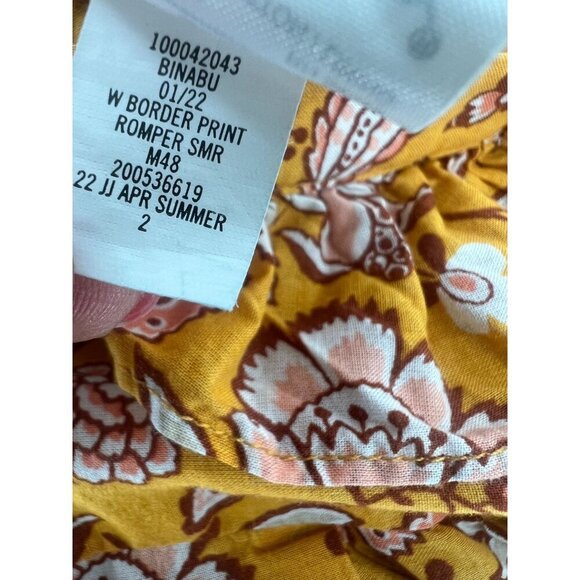 100042043
BINABU
01/22
W BORDER PRINT
ROMPER SMR
M48
200536619
22 JJ APR SUMMER
2